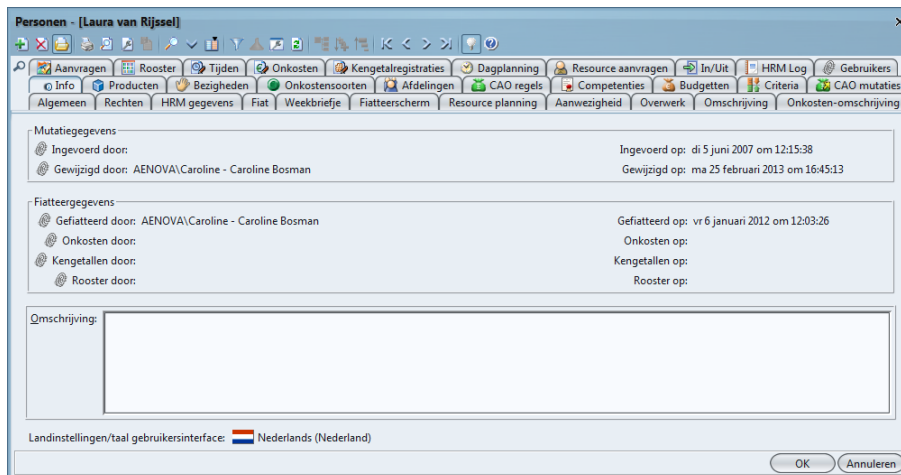 Personen - [Laura van Rijssel]
Aanvragen Rooster Tijden Onkosten Kengetalregistraties Dagplanning Resource aanvragen In/Uit HRM Log Gebruikers
Info Producten Bezigheden Onkostensoorten Afdelingen CAO regels Competenties Budgetten Criteria CAO mutaties
Algemeen Rechten HRM gegevens Fiat Weekbriefje Fiatteerscherm Resource planning Aanwezigheid Overwerk Omschrijving Onkosten-omschrijving
Mutatiegegevens
Ingevoerd door: Ingevoerd op: di 5 juni 2007 om 12:15:38
Gewijzigd door: AENOVA\Caroline - Caroline Bosman Gewijzigd op: ma 25 februari 2013 om 16:45:13
Fiatteergegevens
Gefiatteerd door: AENOVA\Caroline - Caroline Bosman Gefiatteerd op: vr 6 januari 2012 om 12:03:26
Onkosten door: Onkosten op:
Kengetallen door: Kengetallen op:
Rooster door: Rooster op:
Omschrijving:
Landinstellingen/taal gebruikersinterface: Nederlands (Nederland)
OK Annuleren